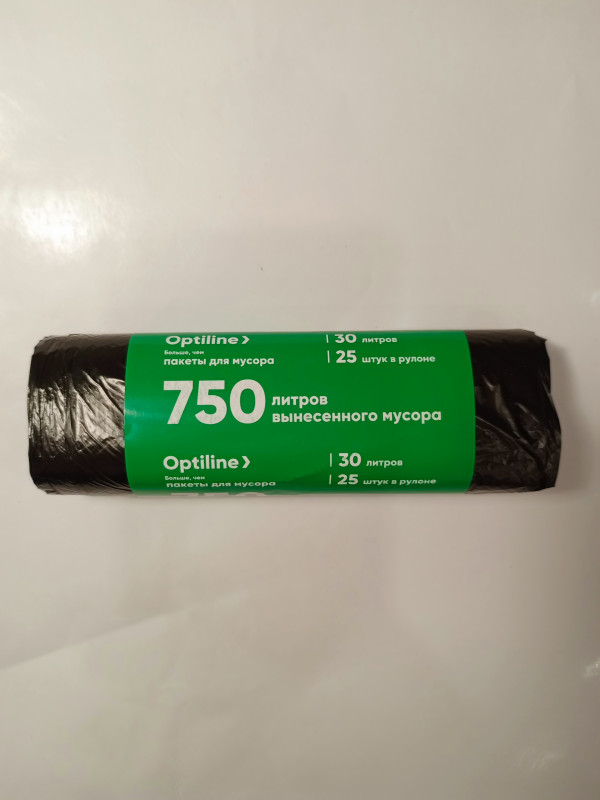 Optiline>
30 литров
Больше, чем
пакеты для мусора
25 штук в рулоне
750 литров
вынесенного мусора
Optiline>
30 литров
Больше, чем
пакеты для мусора
25 штук в рулоне